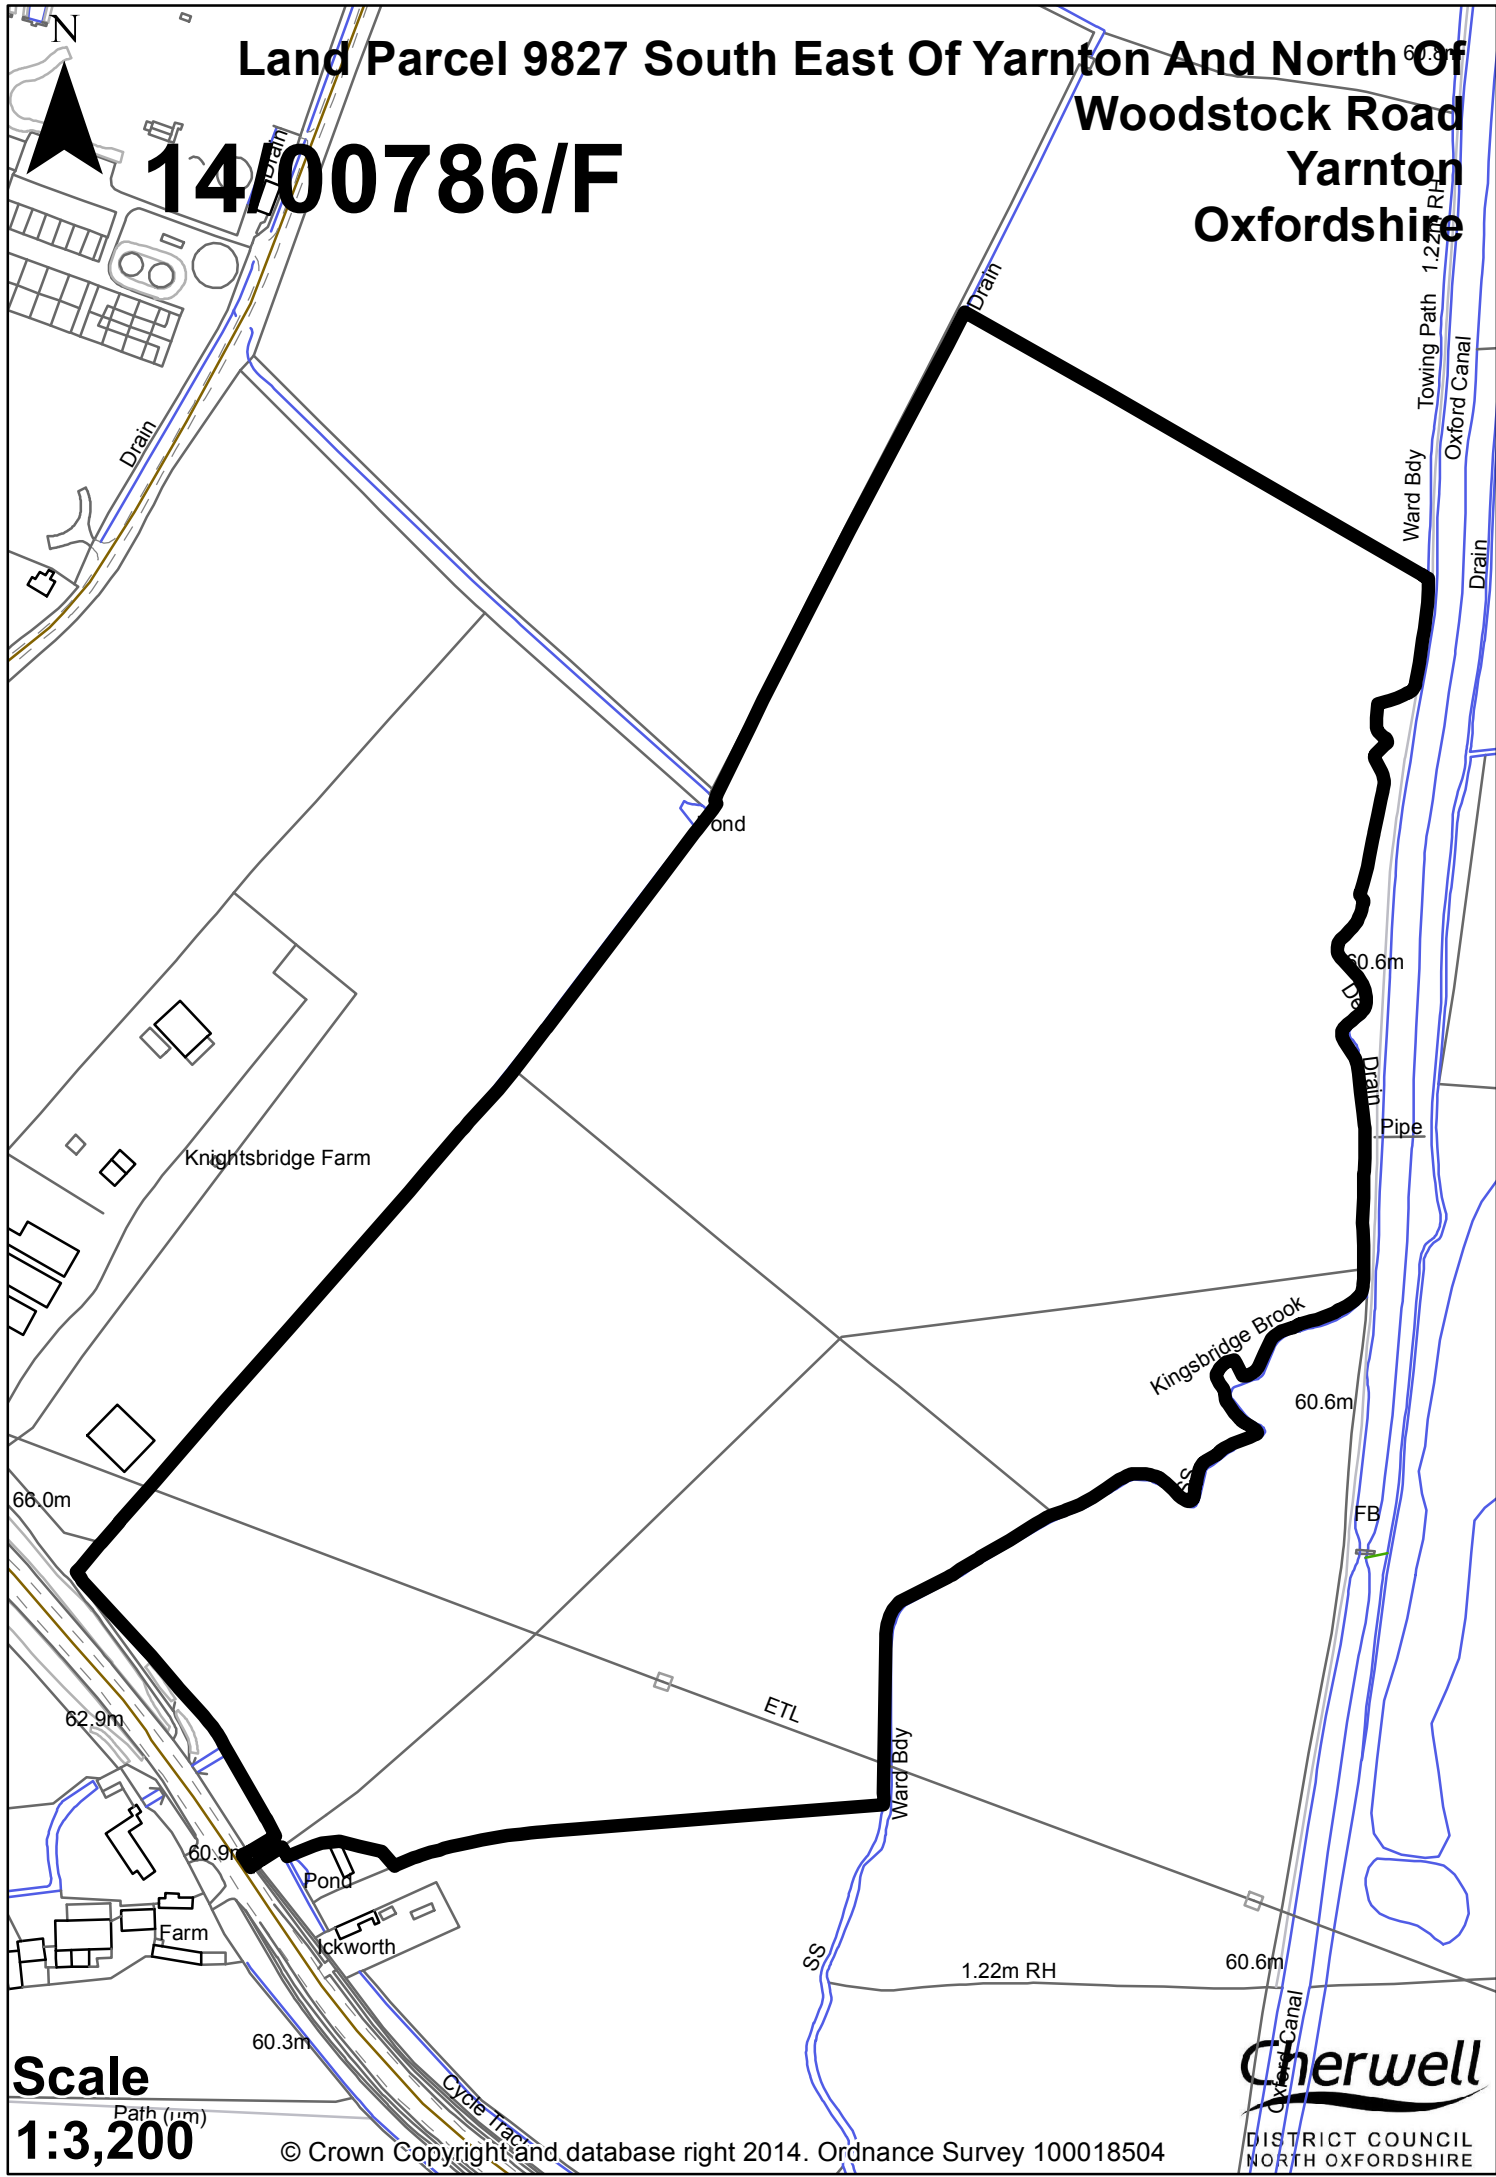 N
Land Parcel 9827 South East Of Yarnton And North Of
Woodstock Road
Yarnton
Oxfordshire
14/00786/F
60.8m
Drain
Drain
Drain
Towing Path 1.22m RH
Oxford Canal
Ward Bdy
Drain
Pond
60.6m
Drain
Pipe
Knightsbridge Farm
Kingsbridge Brook
60.6m
SS
66.0m
FB
ETL
62.9m
Ward Bdy
60.9m
Pond
Farm
Ickworth
SS
1.22m RH
60.6m
Oxford Canal
60.3m
Cycle Track
Scale
1:3,200
Path (um)
© Crown Copyright and database right 2014. Ordnance Survey 100018504
Cherwell
DISTRICT COUNCIL
NORTH OXFORDSHIRE